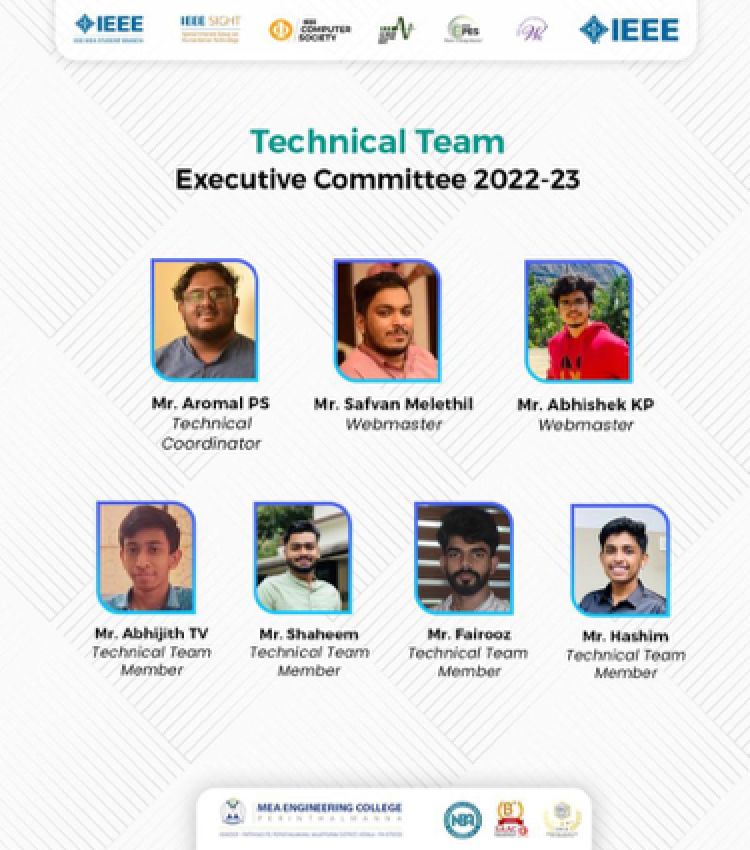 IEEE
IEEE SIGHT
IEEE
COMPUTER
SOCIETY
PES
IEEE
Technical Team
Executive Committee 2022-23
Mr. Aromal PS
Technical
Coordinator
Mr. Safvan Melethil
Webmaster
Mr. Abhishek KP
Webmaster
Mr. Abhijith TV
Technical Team
Member
Mr. Shaheem
Technical Team
Member
Mr. Fairooz
Technical Team
Member
Mr. Hashim
Technical Team
Member
MEA ENGINEERING COLLEGE
PERINTHALMANNA
NBA
NAAC